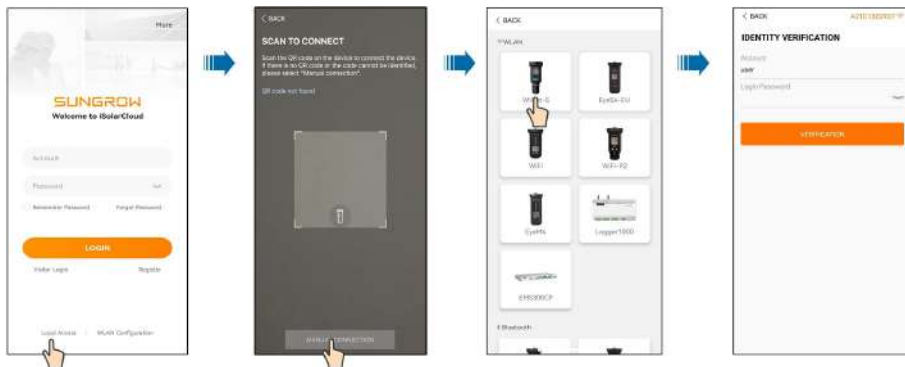 More
SUNGROW
Welcome to iSolarCloud
Account
Password
Remember Password Forgot Password
LOGIN
Visitor Login Register
Local Access | WLAN Configuration
< BACK
SCAN TO CONNECT
Scan the QR code on the device to connect the device.
If there is no QR code or the code cannot be identified,
please select "Manual connection".
QR code not found
MANUAL CONNECTION
< BACK
WLAN
EyeS4-EU
WiFi
WiFi-P2
EyeM4
Logger1000
EMS300CP
Bluetooth
< BACK
IDENTITY VERIFICATION
Account
user
Login Password
VERIFICATION